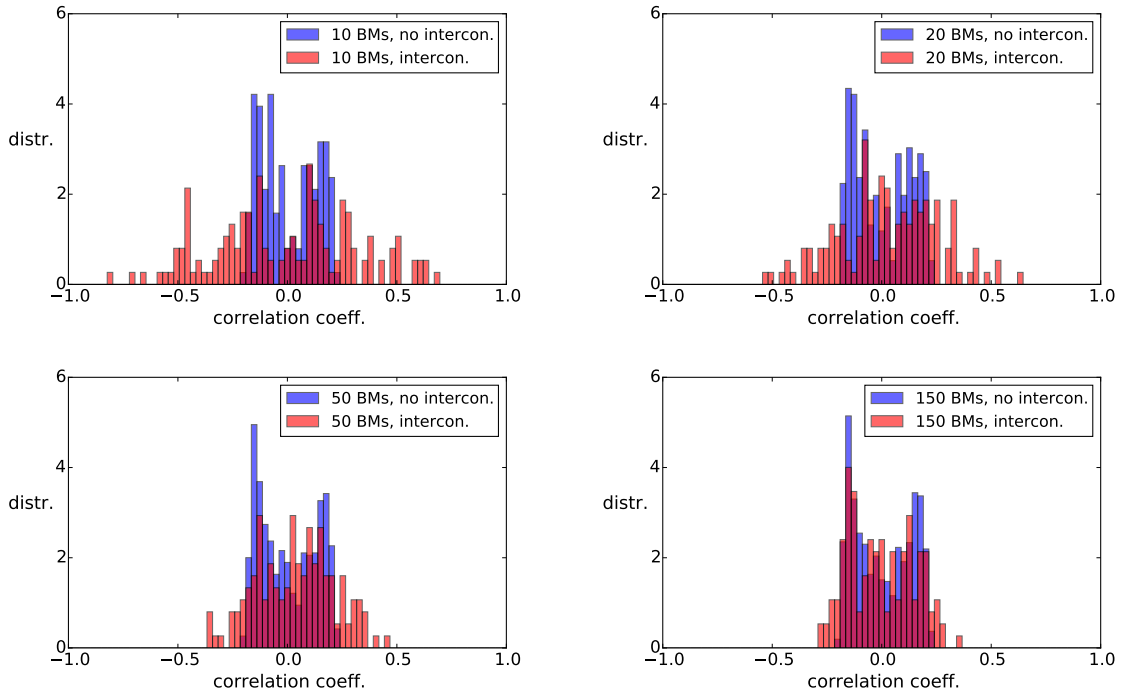 6
4
2
0
distr.
10 BMs, no intercon.
10 BMs, intercon.
−1.0 −0.5 0.0 0.5 1.0
correlation coeff.
6
4
2
0
distr.
20 BMs, no intercon.
20 BMs, intercon.
−1.0 −0.5 0.0 0.5 1.0
correlation coeff.
6
4
2
0
distr.
50 BMs, no intercon.
50 BMs, intercon.
−1.0 −0.5 0.0 0.5 1.0
correlation coeff.
6
4
2
0
distr.
150 BMs, no intercon.
150 BMs, intercon.
−1.0 −0.5 0.0 0.5 1.0
correlation coeff.